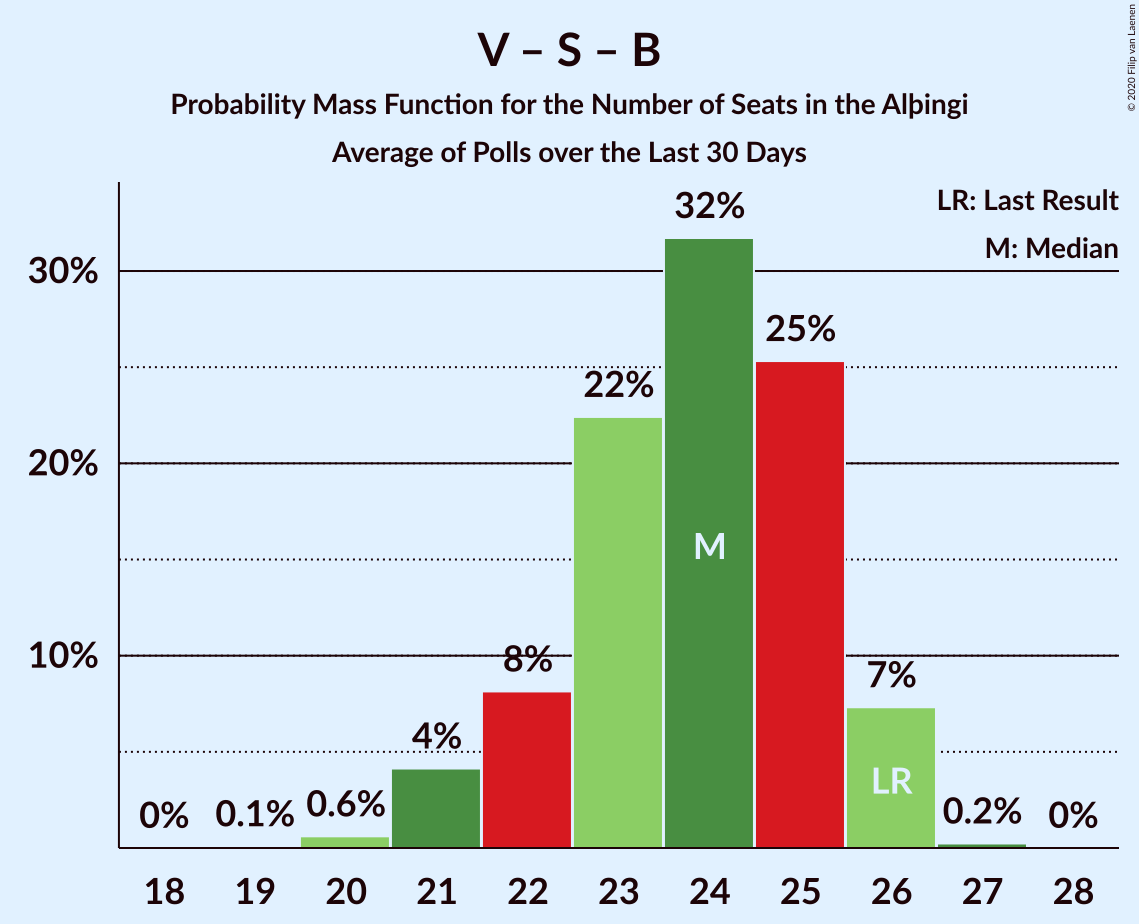 V – S – B
Probability Mass Function for the Number of Seats in the Alþingi
Average of Polls over the Last 30 Days
© 2020 Filip van Laenen
LR: Last Result
M: Median
30%
20%
10%
0%
0.1%
0.6%
4%
8%
22%
32%
25%
7%
0.2%
0%
M
LR
18 19 20 21 22 23 24 25 26 27 28